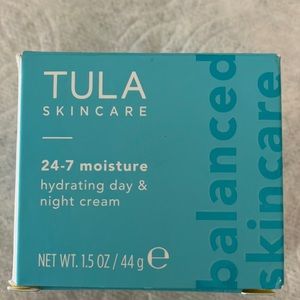 TULA
SKINCARE
24-7 moisture
hydrating day &
night cream
NET WT. 1.5 OZ / 44 g ℮
balanced
skincare